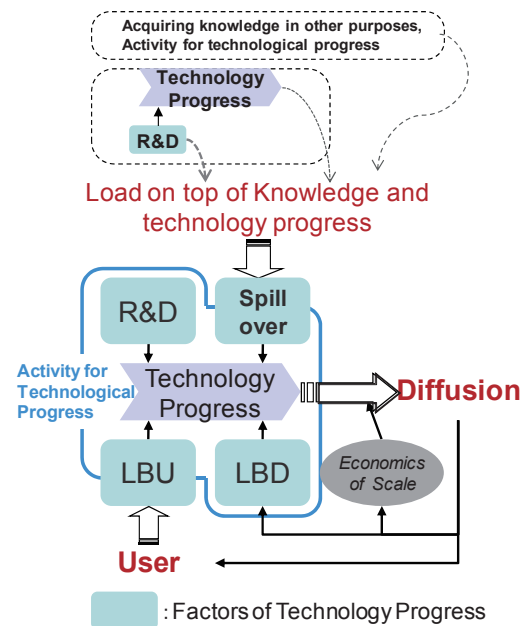 Acquiring knowledge in other purposes,
Activity for technological progress
Technology
Progress
R&D
Load on top of Knowledge and
technology progress
R&D
Spill
over
Activity for
Technological
Progress
Technology
Progress
Diffusion
LBU
LBD
Economics
of Scale
User
: Factors of Technology Progress